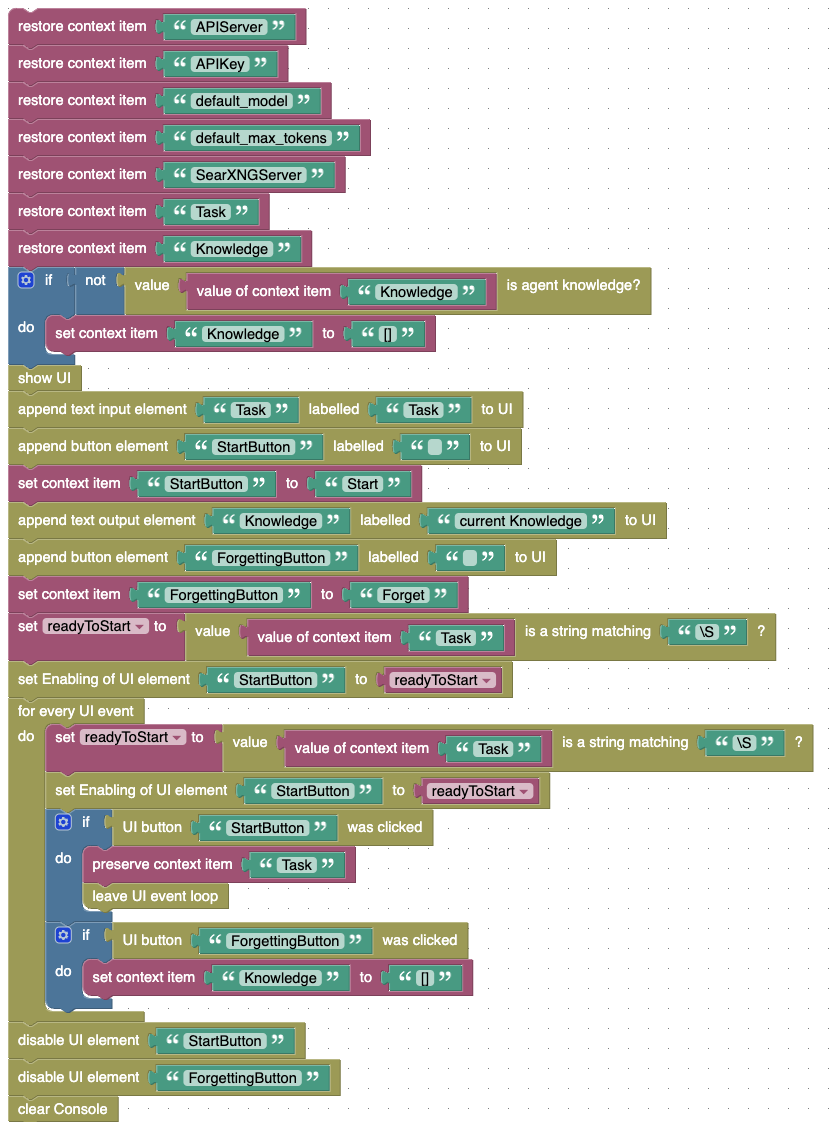 restore context item “ APIServer ”
restore context item “ APIKey ”
restore context item “ default_model ”
restore context item “ default_max_tokens ”
restore context item “ SearXNGServer ”
restore context item “ Task ”
restore context item “ Knowledge ”
if not value value of context item “ Knowledge ” is agent knowledge?
do set context item “ Knowledge ” to “ [] ”
show UI
append text input element “ Task ” labelled “ Task ” to UI
append button element “ StartButton ” labelled “ ” to UI
set context item “ StartButton ” to “ Start ”
append text output element “ Knowledge ” labelled “ current Knowledge ” to UI
append button element “ ForgettingButton ” labelled “ ” to UI
set context item “ ForgettingButton ” to “ Forget ”
set readyToStart to value value of context item “ Task ” is a string matching “ \S ” ?
set Enabling of UI element “ StartButton ” to readyToStart
for every UI event
do set readyToStart to value value of context item “ Task ” is a string matching “ \S ” ?
set Enabling of UI element “ StartButton ” to readyToStart
if UI button “ StartButton ” was clicked
do preserve context item “ Task ”
leave UI event loop
if UI button “ ForgettingButton ” was clicked
do set context item “ Knowledge ” to “ [] ”
disable UI element “ StartButton ”
disable UI element “ ForgettingButton ”
clear Console